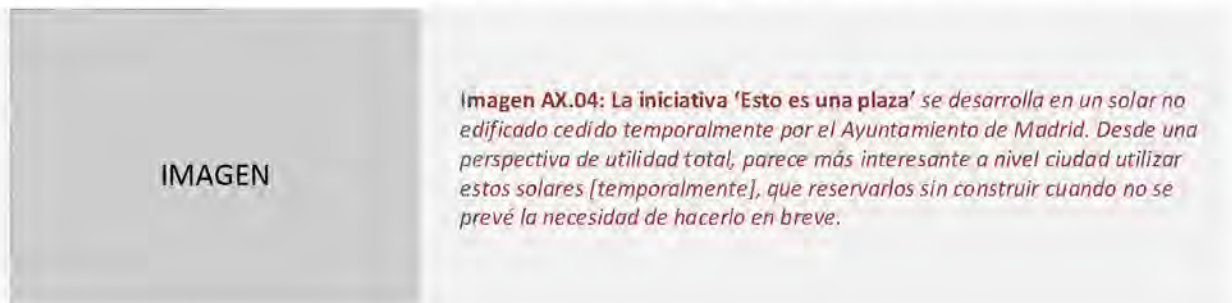 IMAGEN
Imagen AX.04: La iniciativa ‘Esto es una plaza’ se desarrolla en un solar no
edificado cedido temporalmente por el Ayuntamiento de Madrid. Desde una
perspectiva de utilidad total, parece más interesante a nivel ciudad utilizar
estos solares [temporalmente], que reservarlos sin construir cuando no se
prevé la necesidad de hacerlo en breve.